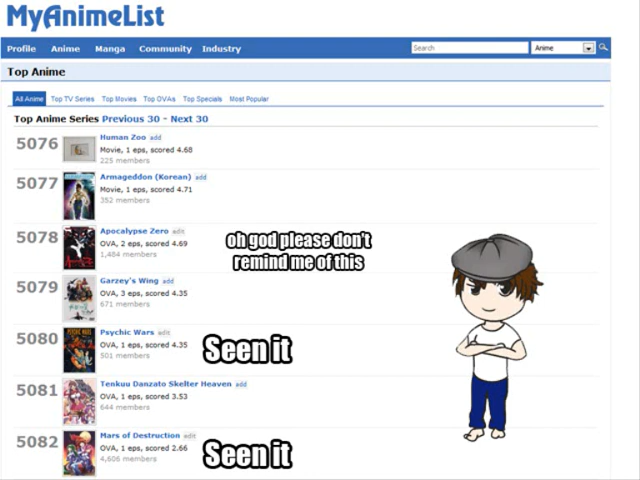 MyAnimeList
Profile Anime Manga Community Industry Search Anime
Top Anime
All Anime Top TV Series Top Movies Top OVAs Top Specials Most Popular
Top Anime Series Previous 30 - Next 30
5076 Human Zoo add
Movie, 1 eps, scored 4.68
225 members
5077 Armageddon (Korean) add
Movie, 1 eps, scored 4.71
352 members
5078 Apocalypse Zero edit
OVA, 2 eps, scored 4.69
1,484 members
oh god please don't
remind me of this
5079 Garzey's Wing add
OVA, 3 eps, scored 4.35
671 members
5080 Psychic Wars edit
OVA, 1 eps, scored 4.35
501 members
Seen it
5081 Tenkuu Danzato Skelter Heaven add
OVA, 1 eps, scored 3.53
644 members
5082 Mars of Destruction edit
OVA, 1 eps, scored 2.66
4,606 members
Seen it